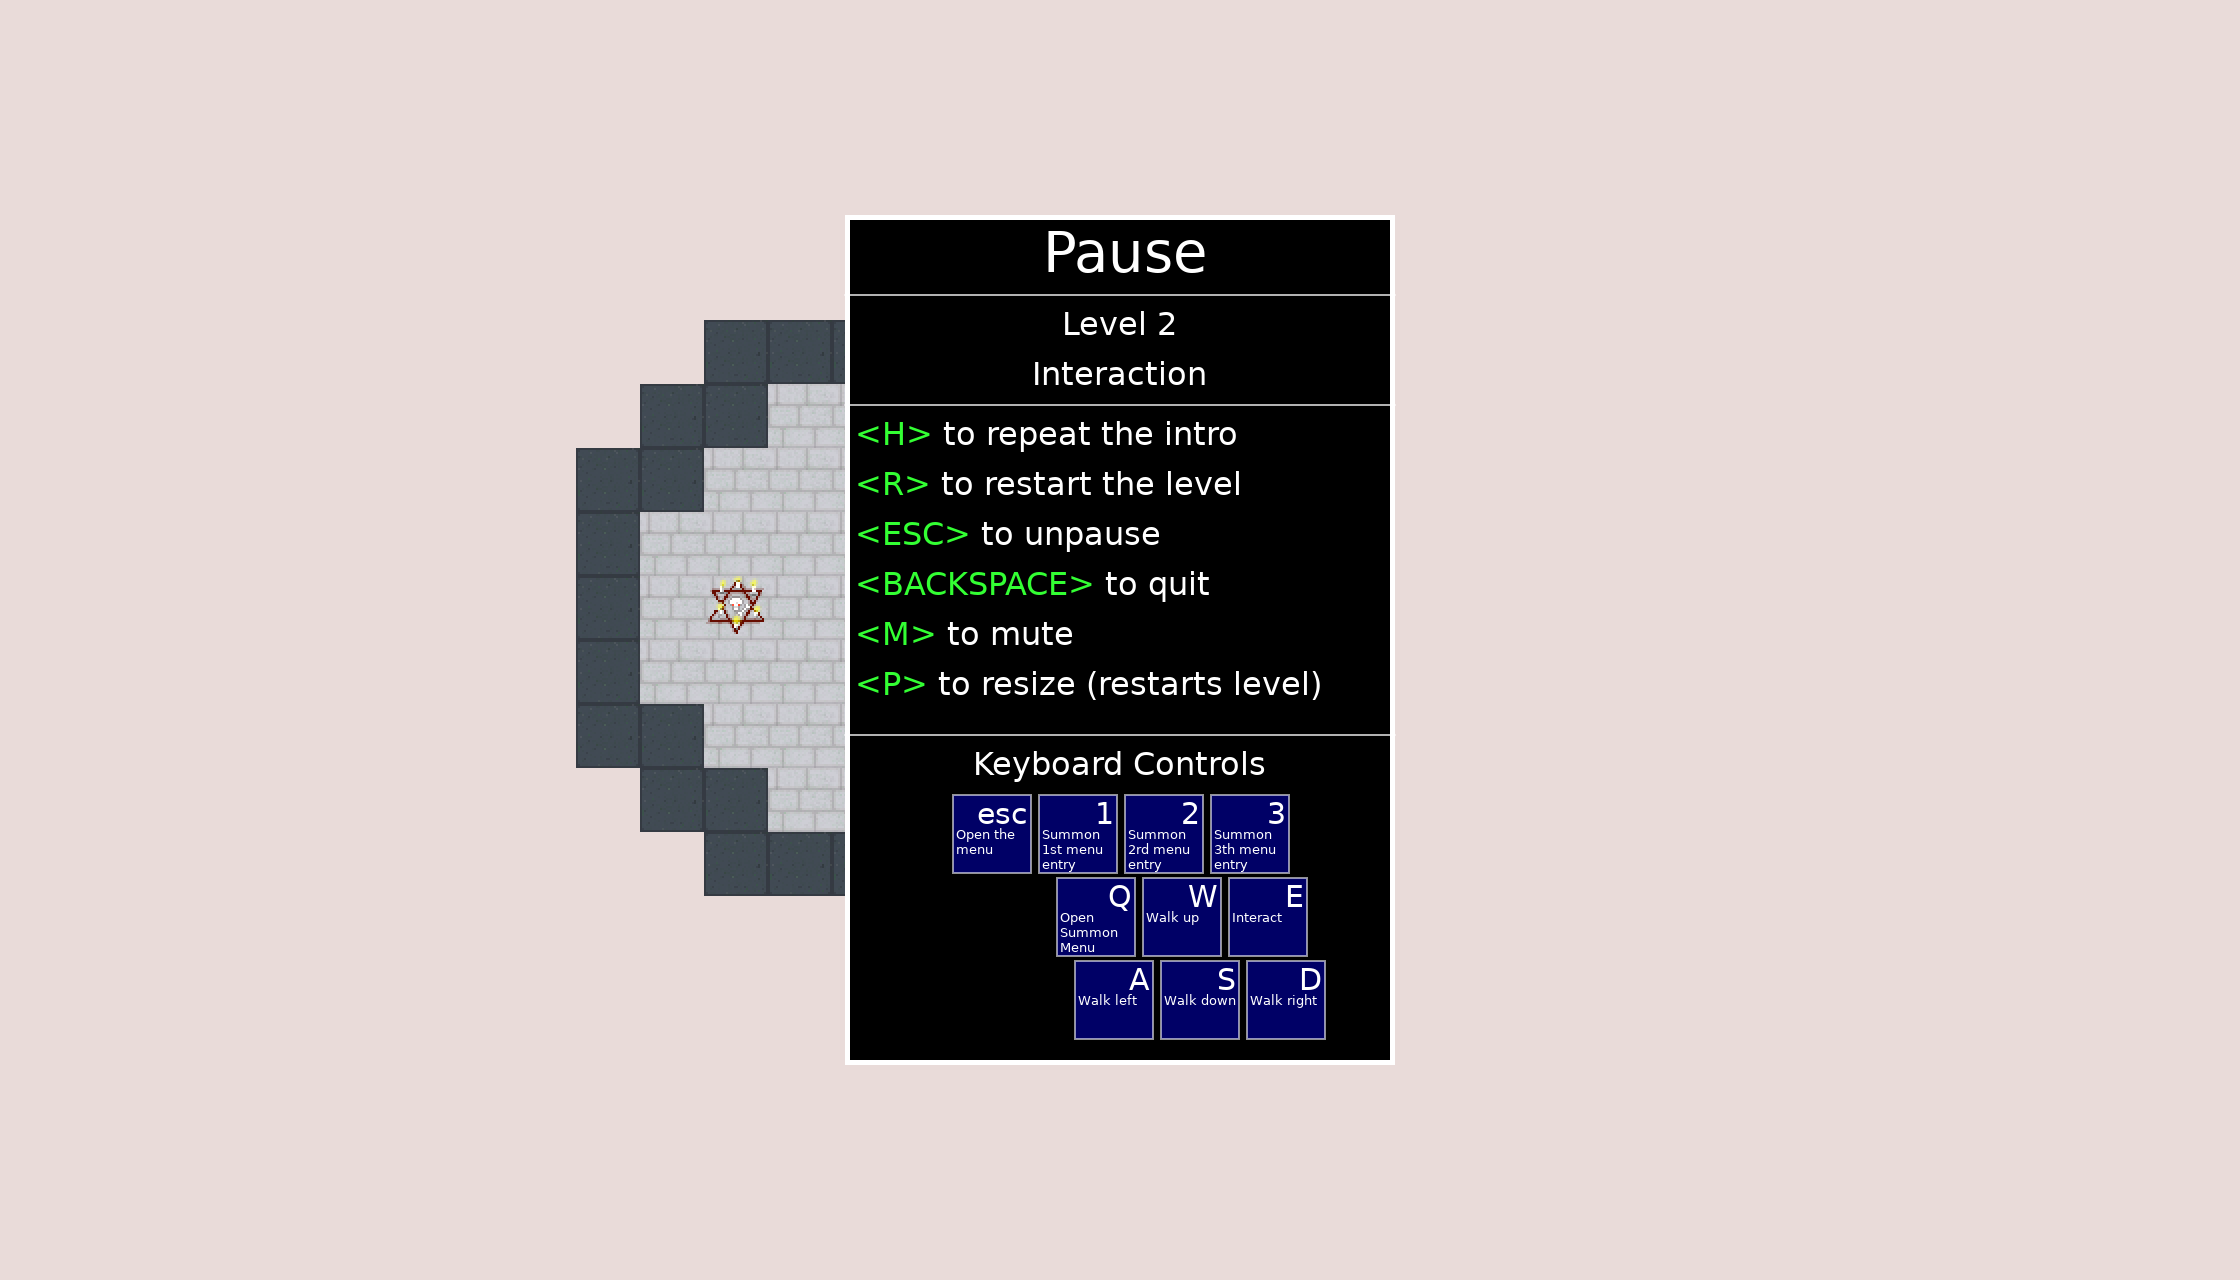 Pause
Level 2
Interaction
<H> to repeat the intro
<R> to restart the level
<ESC> to unpause
<BACKSPACE> to quit
<M> to mute
<P> to resize (restarts level)
Keyboard Controls
esc
Open the
menu
1
Summon
1st menu
entry
2
Summon
2rd menu
entry
3
Summon
3th menu
entry
Q
Open
Summon
Menu
W
Walk up
E
Interact
A
Walk left
S
Walk down
D
Walk right